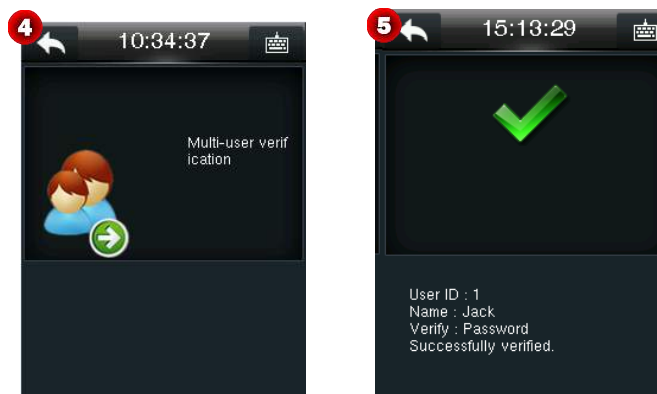 4
10:34:37
Multi-user verif
ication
5
15:13:29
User ID : 1
Name : Jack
Verify : Password
Successfully verified.